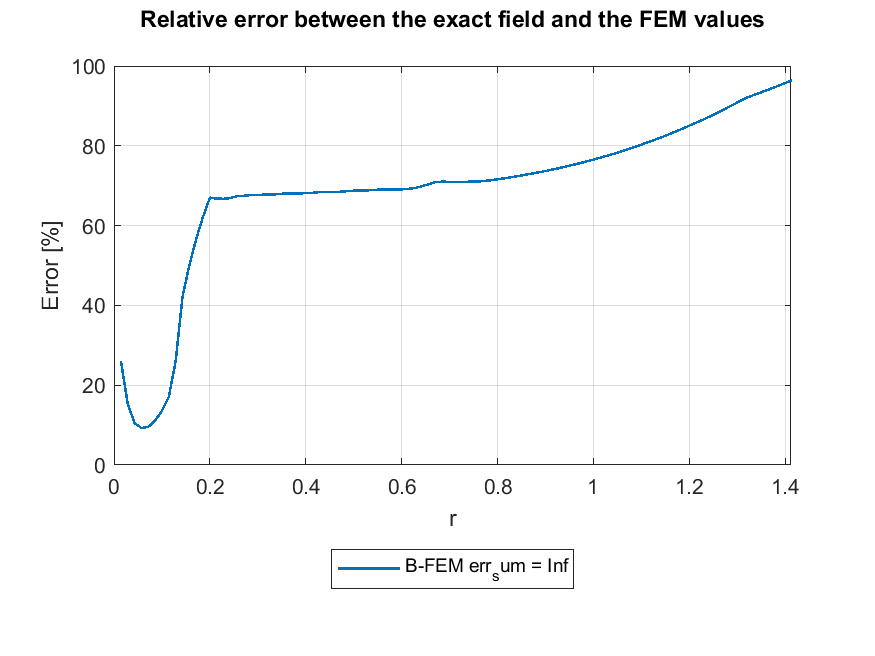 Relative error between the exact field and the FEM values
100
80
60
40
20
0
Error [%]
0 0.2 0.4 0.6 0.8 1 1.2 1.4
r
B-FEM err_sum = Inf